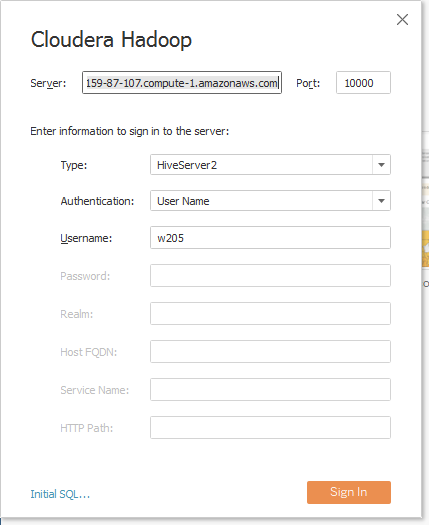 Cloudera Hadoop
Server: 159-87-107.compute-1.amazonaws.com Port: 10000
Enter information to sign in to the server:
Type: HiveServer2
Authentication: User Name
Username: w205
Password:
Realm:
Host FQDN:
Service Name:
HTTP Path:
Initial SQL... Sign In